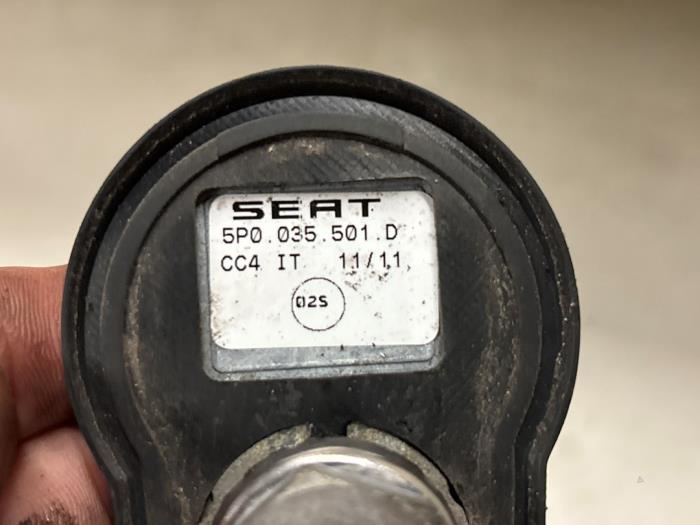 SEAT
5P0.035.501.D
CC4 IT 11/11
02S